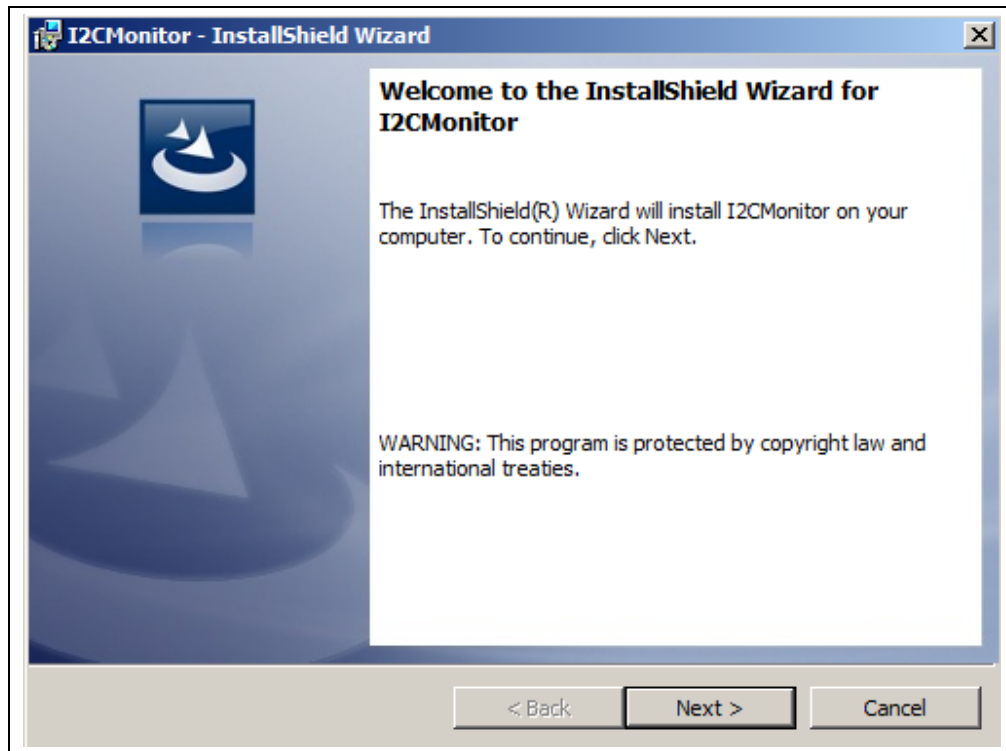 I2CMonitor - InstallShield Wizard
Welcome to the InstallShield Wizard for
I2CMonitor
The InstallShield(R) Wizard will install I2CMonitor on your
computer. To continue, click Next.
WARNING: This program is protected by copyright law and
international treaties.
< Back
Next >
Cancel